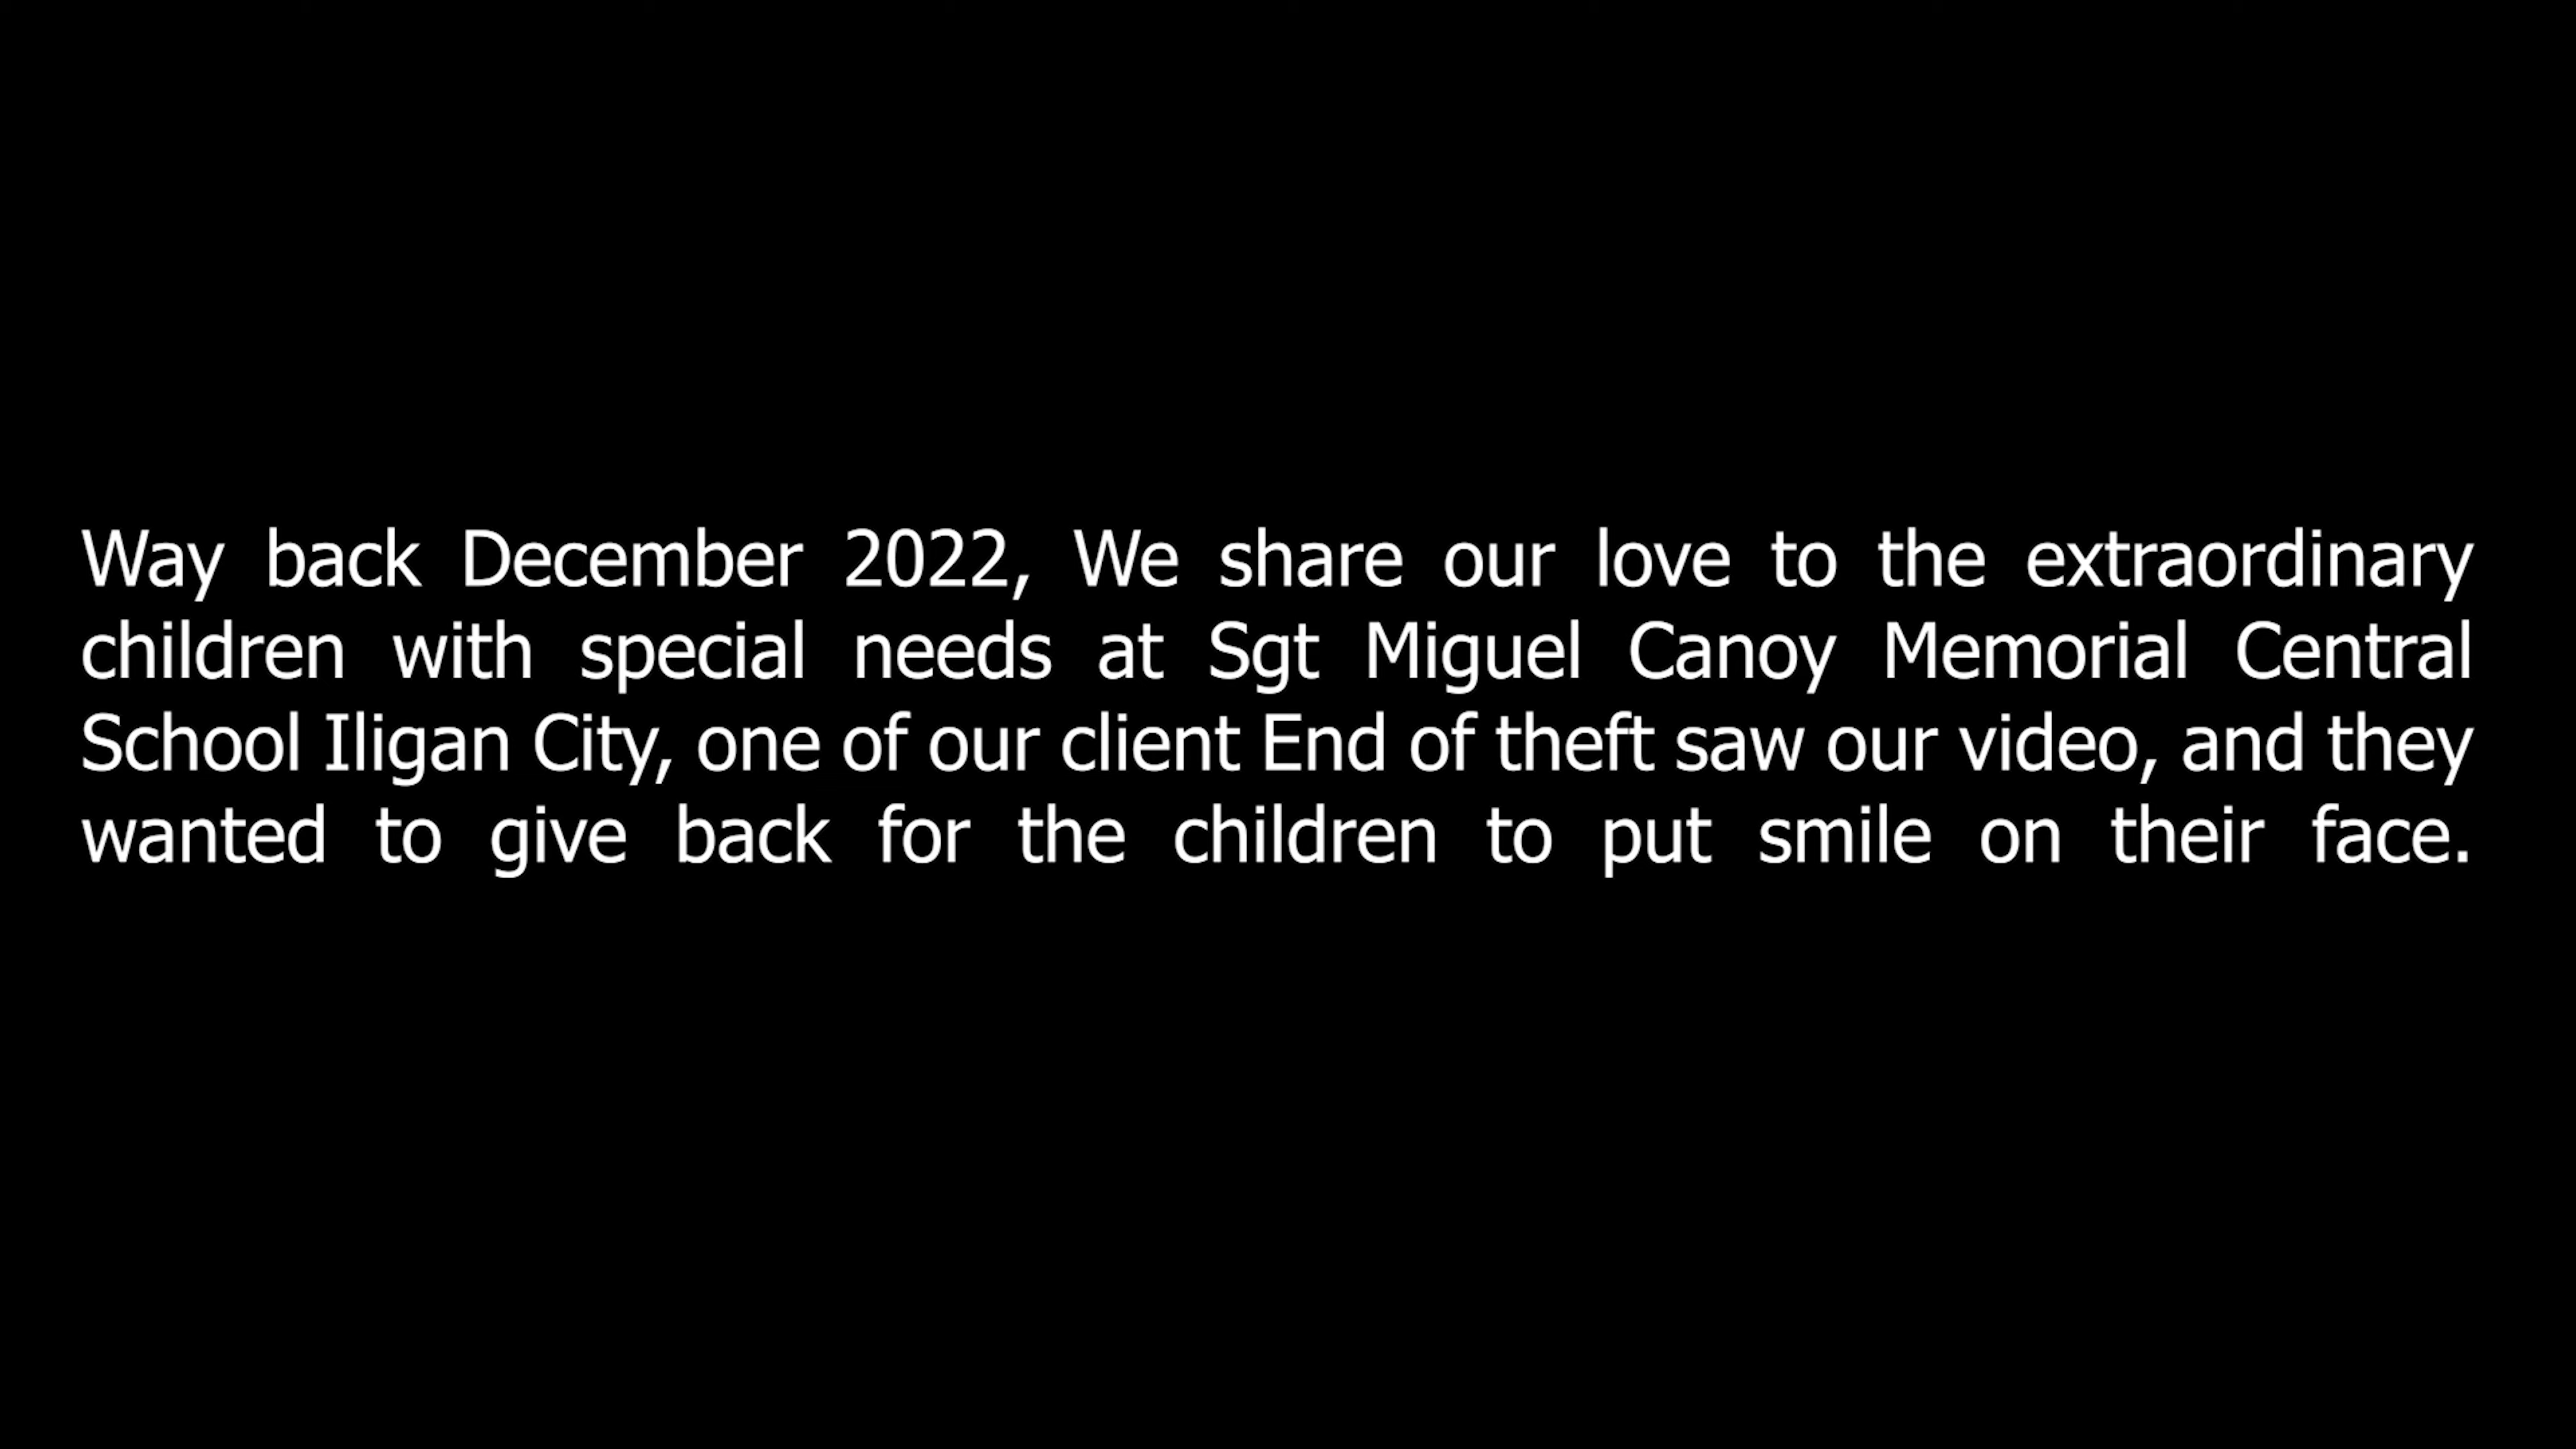 Way back December 2022, We share our love to the extraordinary
children with special needs at Sgt Miguel Canoy Memorial Central
School Iligan City, one of our client End of theft saw our video, and they
wanted to give back for the children to put smile on their face.